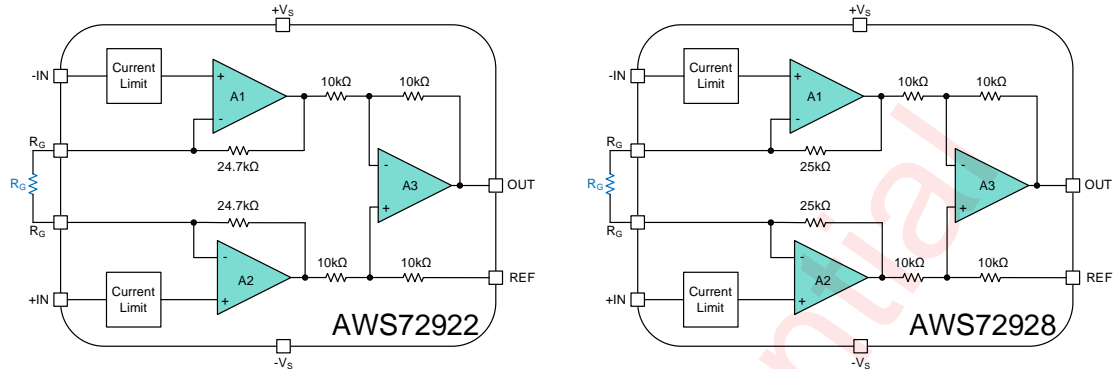 +VS
-IN
Current
Limit
+
A1
-
10kΩ
10kΩ
RG
24.7kΩ
RG
-
A3
+
OUT
RG
24.7kΩ
-
A2
+
10kΩ
10kΩ
REF
+IN
Current
Limit
AWS72922
-VS
+VS
-IN
Current
Limit
+
A1
-
10kΩ
10kΩ
RG
25kΩ
RG
-
A3
+
OUT
RG
25kΩ
-
A2
+
10kΩ
10kΩ
REF
+IN
Current
Limit
AWS72928
-VS
ntial